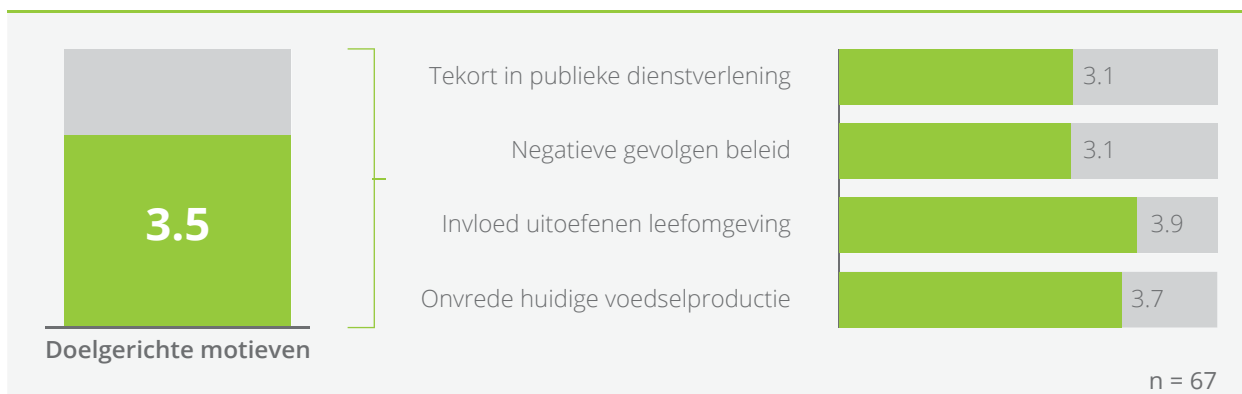 Tekort in publieke dienstverlening
3.1
Negatieve gevolgen beleid
3.1
3.5
Invloed uitoefenen leefomgeving
3.9
Onvrede huidige voedselproductie
3.7
Doelgerichte motieven
n = 67